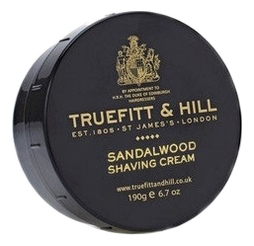 BY APPOINTMENT TO
H.R.H. THE DUKE OF EDINBURGH
HAIRDRESSERS
TRUEFITT & HILL
EST. 1805 - ST JAMES'S - LONDON
SANDALWOOD
SHAVING CREAM
www.truefittandhill.co.uk
190g ℮ 6.7 oz